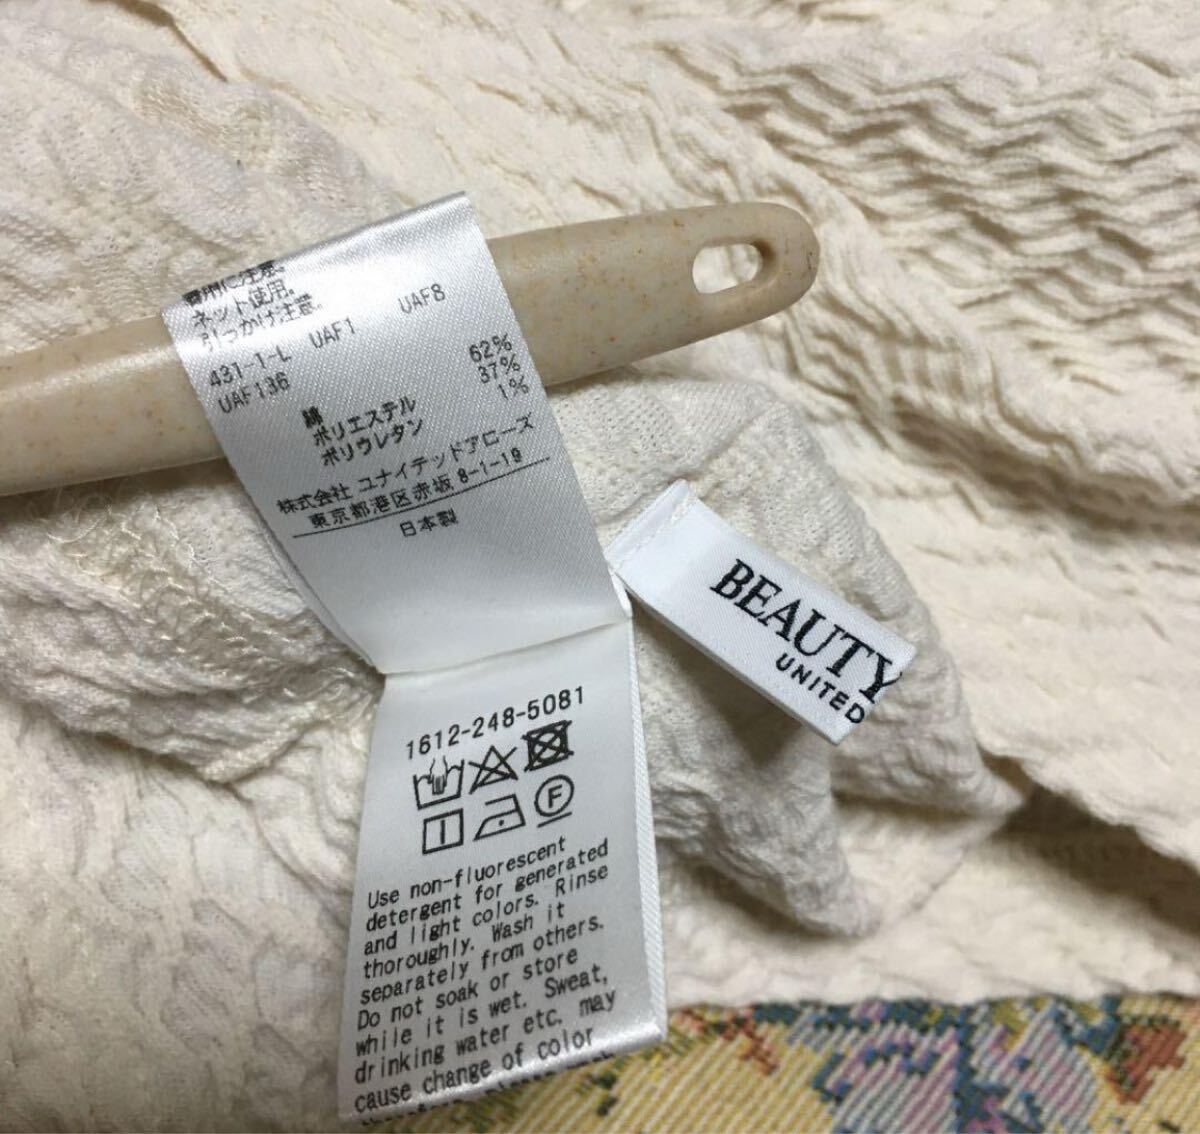 着用に注意。
ネット使用。
引っかけ注意。
431-1-L UAF1 UAF8
UAF136
綿 62%
ポリエステル 37%
ポリウレタン 1%
株式会社 ユナイテッドアローズ
東京都港区赤坂 8-1-19
日本製
BEAUTY
UNITED
1612-248-5081
F
Use non-fluorescent
detergent for generated
and light colors. Rinse
thoroughly. Wash it
separately from others.
Do not soak or store
while it is wet. Sweat,
drinking water etc. may
cause change of color